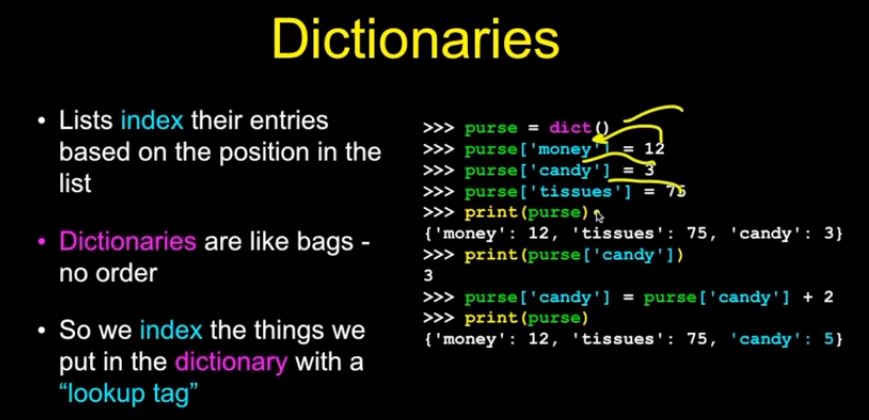 Dictionaries
• Lists index their entries
based on the position in the
list
• Dictionaries are like bags -
no order
• So we index the things we
put in the dictionary with a
“lookup tag”
>>> purse = dict()
>>> purse['money'] = 12
>>> purse['candy'] = 3
>>> purse['tissues'] = 75
>>> print(purse)
{'money': 12, 'tissues': 75, 'candy': 3}
>>> print(purse['candy'])
3
>>> purse['candy'] = purse['candy'] + 2
>>> print(purse)
{'money': 12, 'tissues': 75, 'candy': 5}